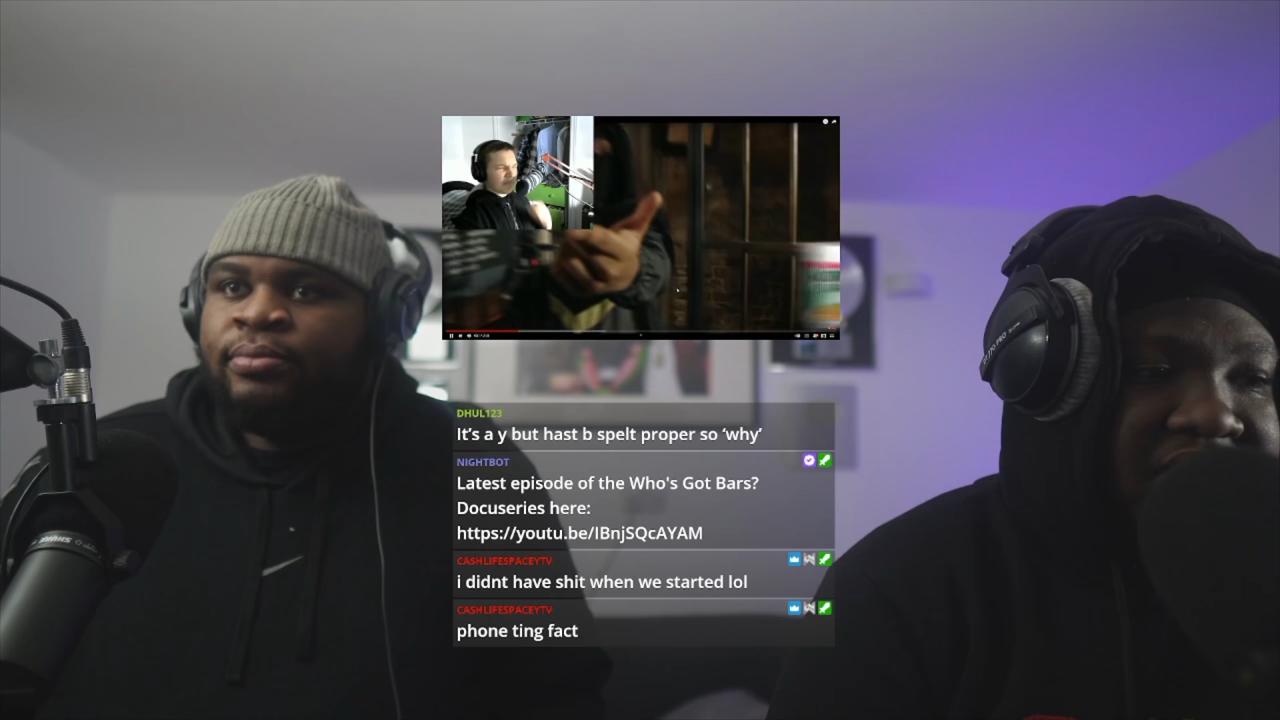 DHUL123
It's a y but hast b spelt proper so 'why'
NIGHTBOT
Latest episode of the Who's Got Bars?
Docuseries here:
https://youtu.be/IBnjSQcAYAM
CASHLIFESPACEYTV
i didnt have shit when we started lol
CASHLIFESPACEYTV
phone ting fact
SHURE